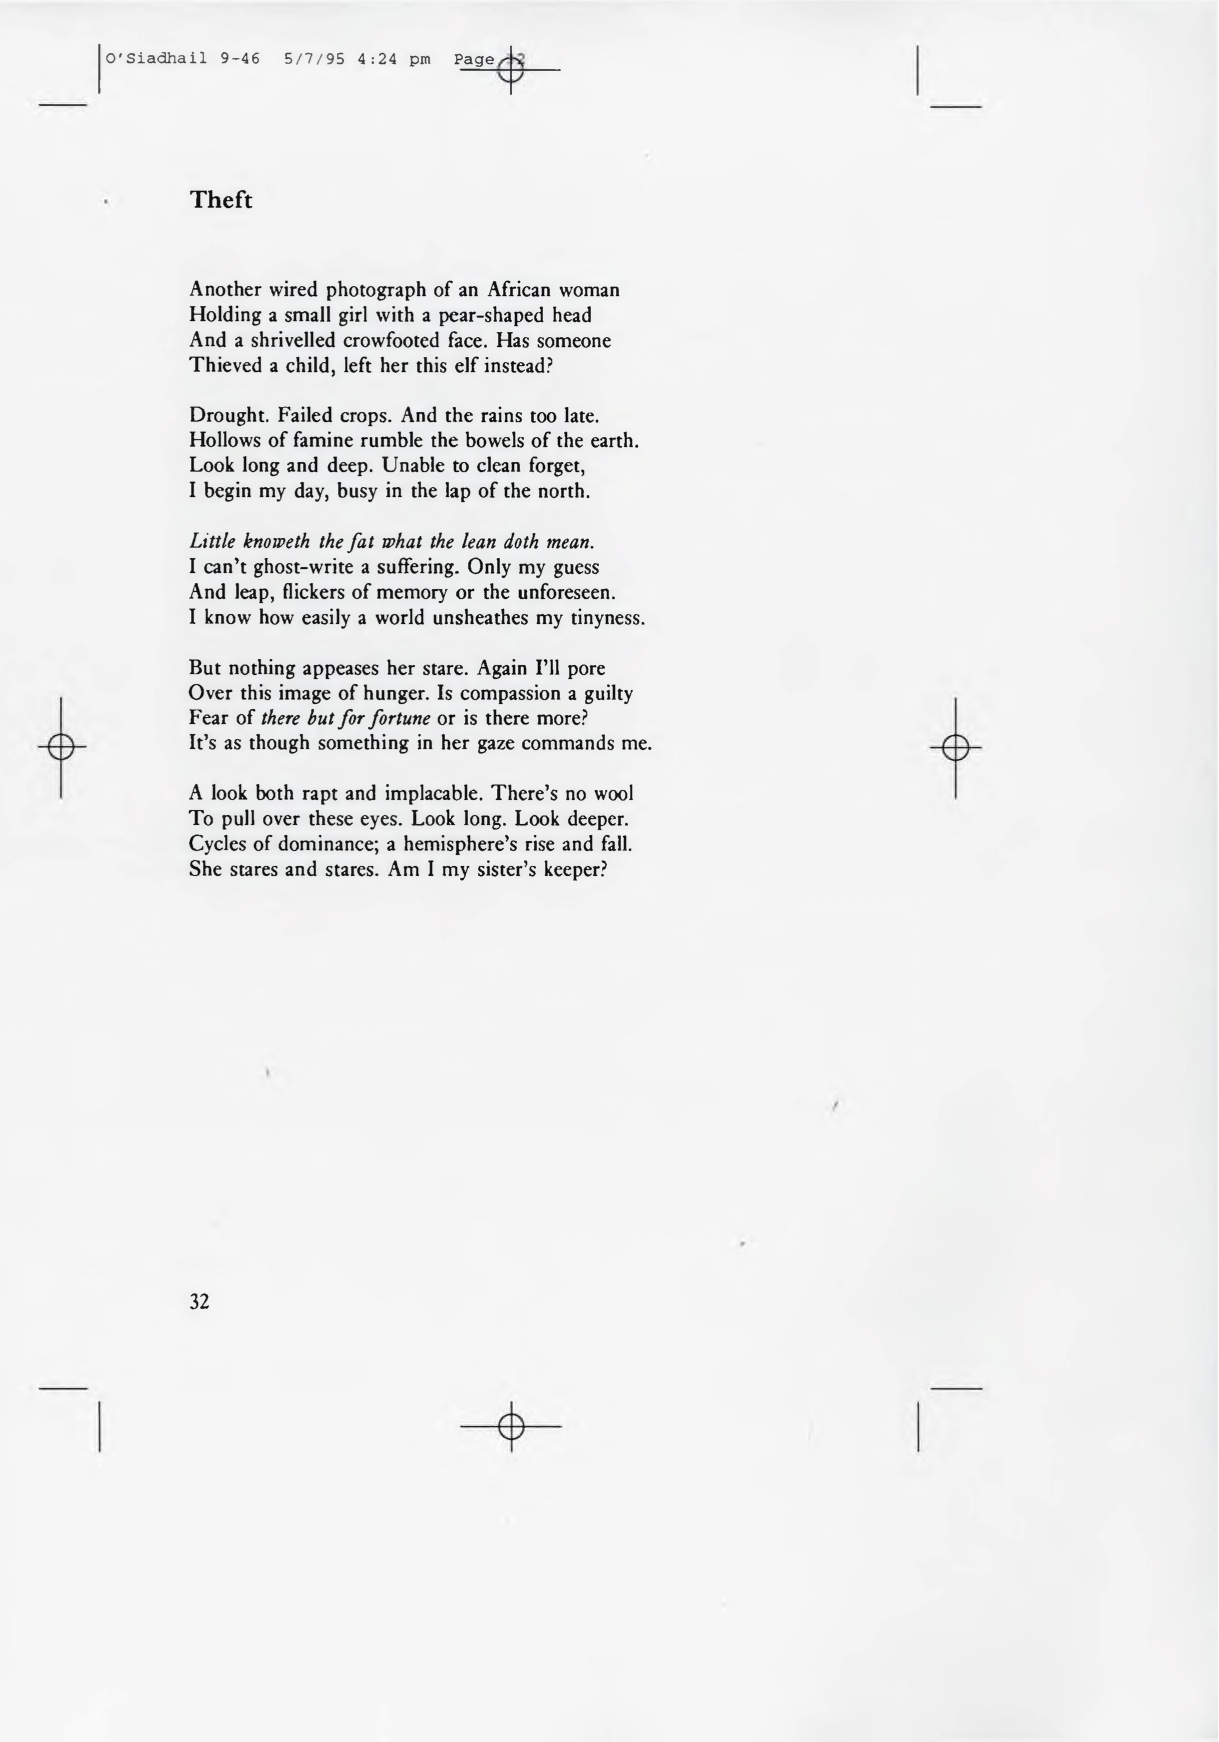 O'Siadhail 9-46 5/7/95 4:24 pm Page
Theft
Another wired photograph of an African woman
Holding a small girl with a pear-shaped head
And a shrivelled crowfooted face. Has someone
Thieved a child, left her this elf instead?
Drought. Failed crops. And the rains too late.
Hollows of famine rumble the bowels of the earth.
Look long and deep. Unable to clean forget,
I begin my day, busy in the lap of the north.
Little knoweth the fat what the lean doth mean.
I can't ghost-write a suffering. Only my guess
And leap, flickers of memory or the unforeseen.
I know how easily a world unsheathes my tinyness.
But nothing appeases her stare. Again I'll pore
Over this image of hunger. Is compassion a guilty
Fear of there but for fortune or is there more?
It's as though something in her gaze commands me.
A look both rapt and implacable. There's no wool
To pull over these eyes. Look long. Look deeper.
Cycles of dominance; a hemisphere's rise and fall.
She stares and stares. Am I my sister's keeper?
32